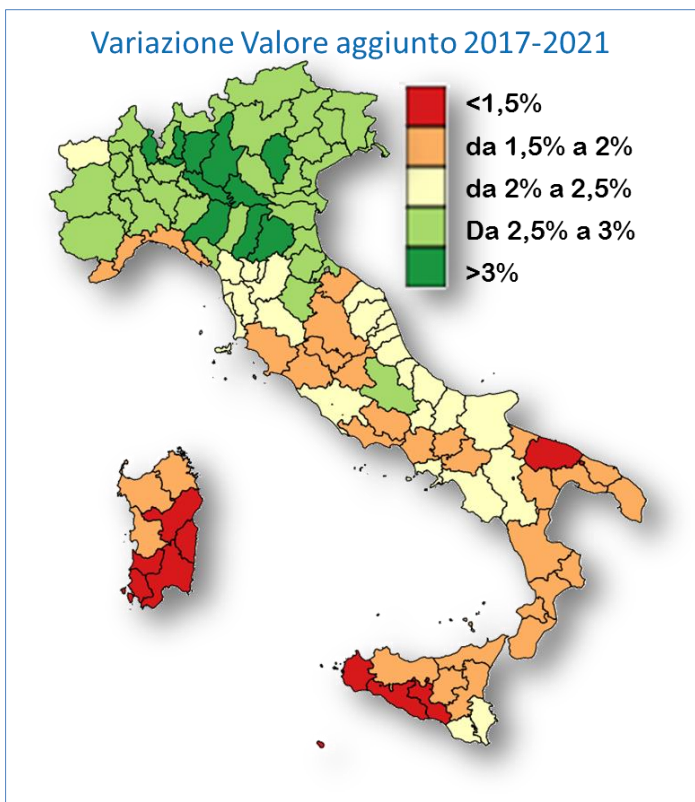 Variazione Valore aggiunto 2017-2021
<1,5%
da 1,5% a 2%
da 2% a 2,5%
Da 2,5% a 3%
>3%